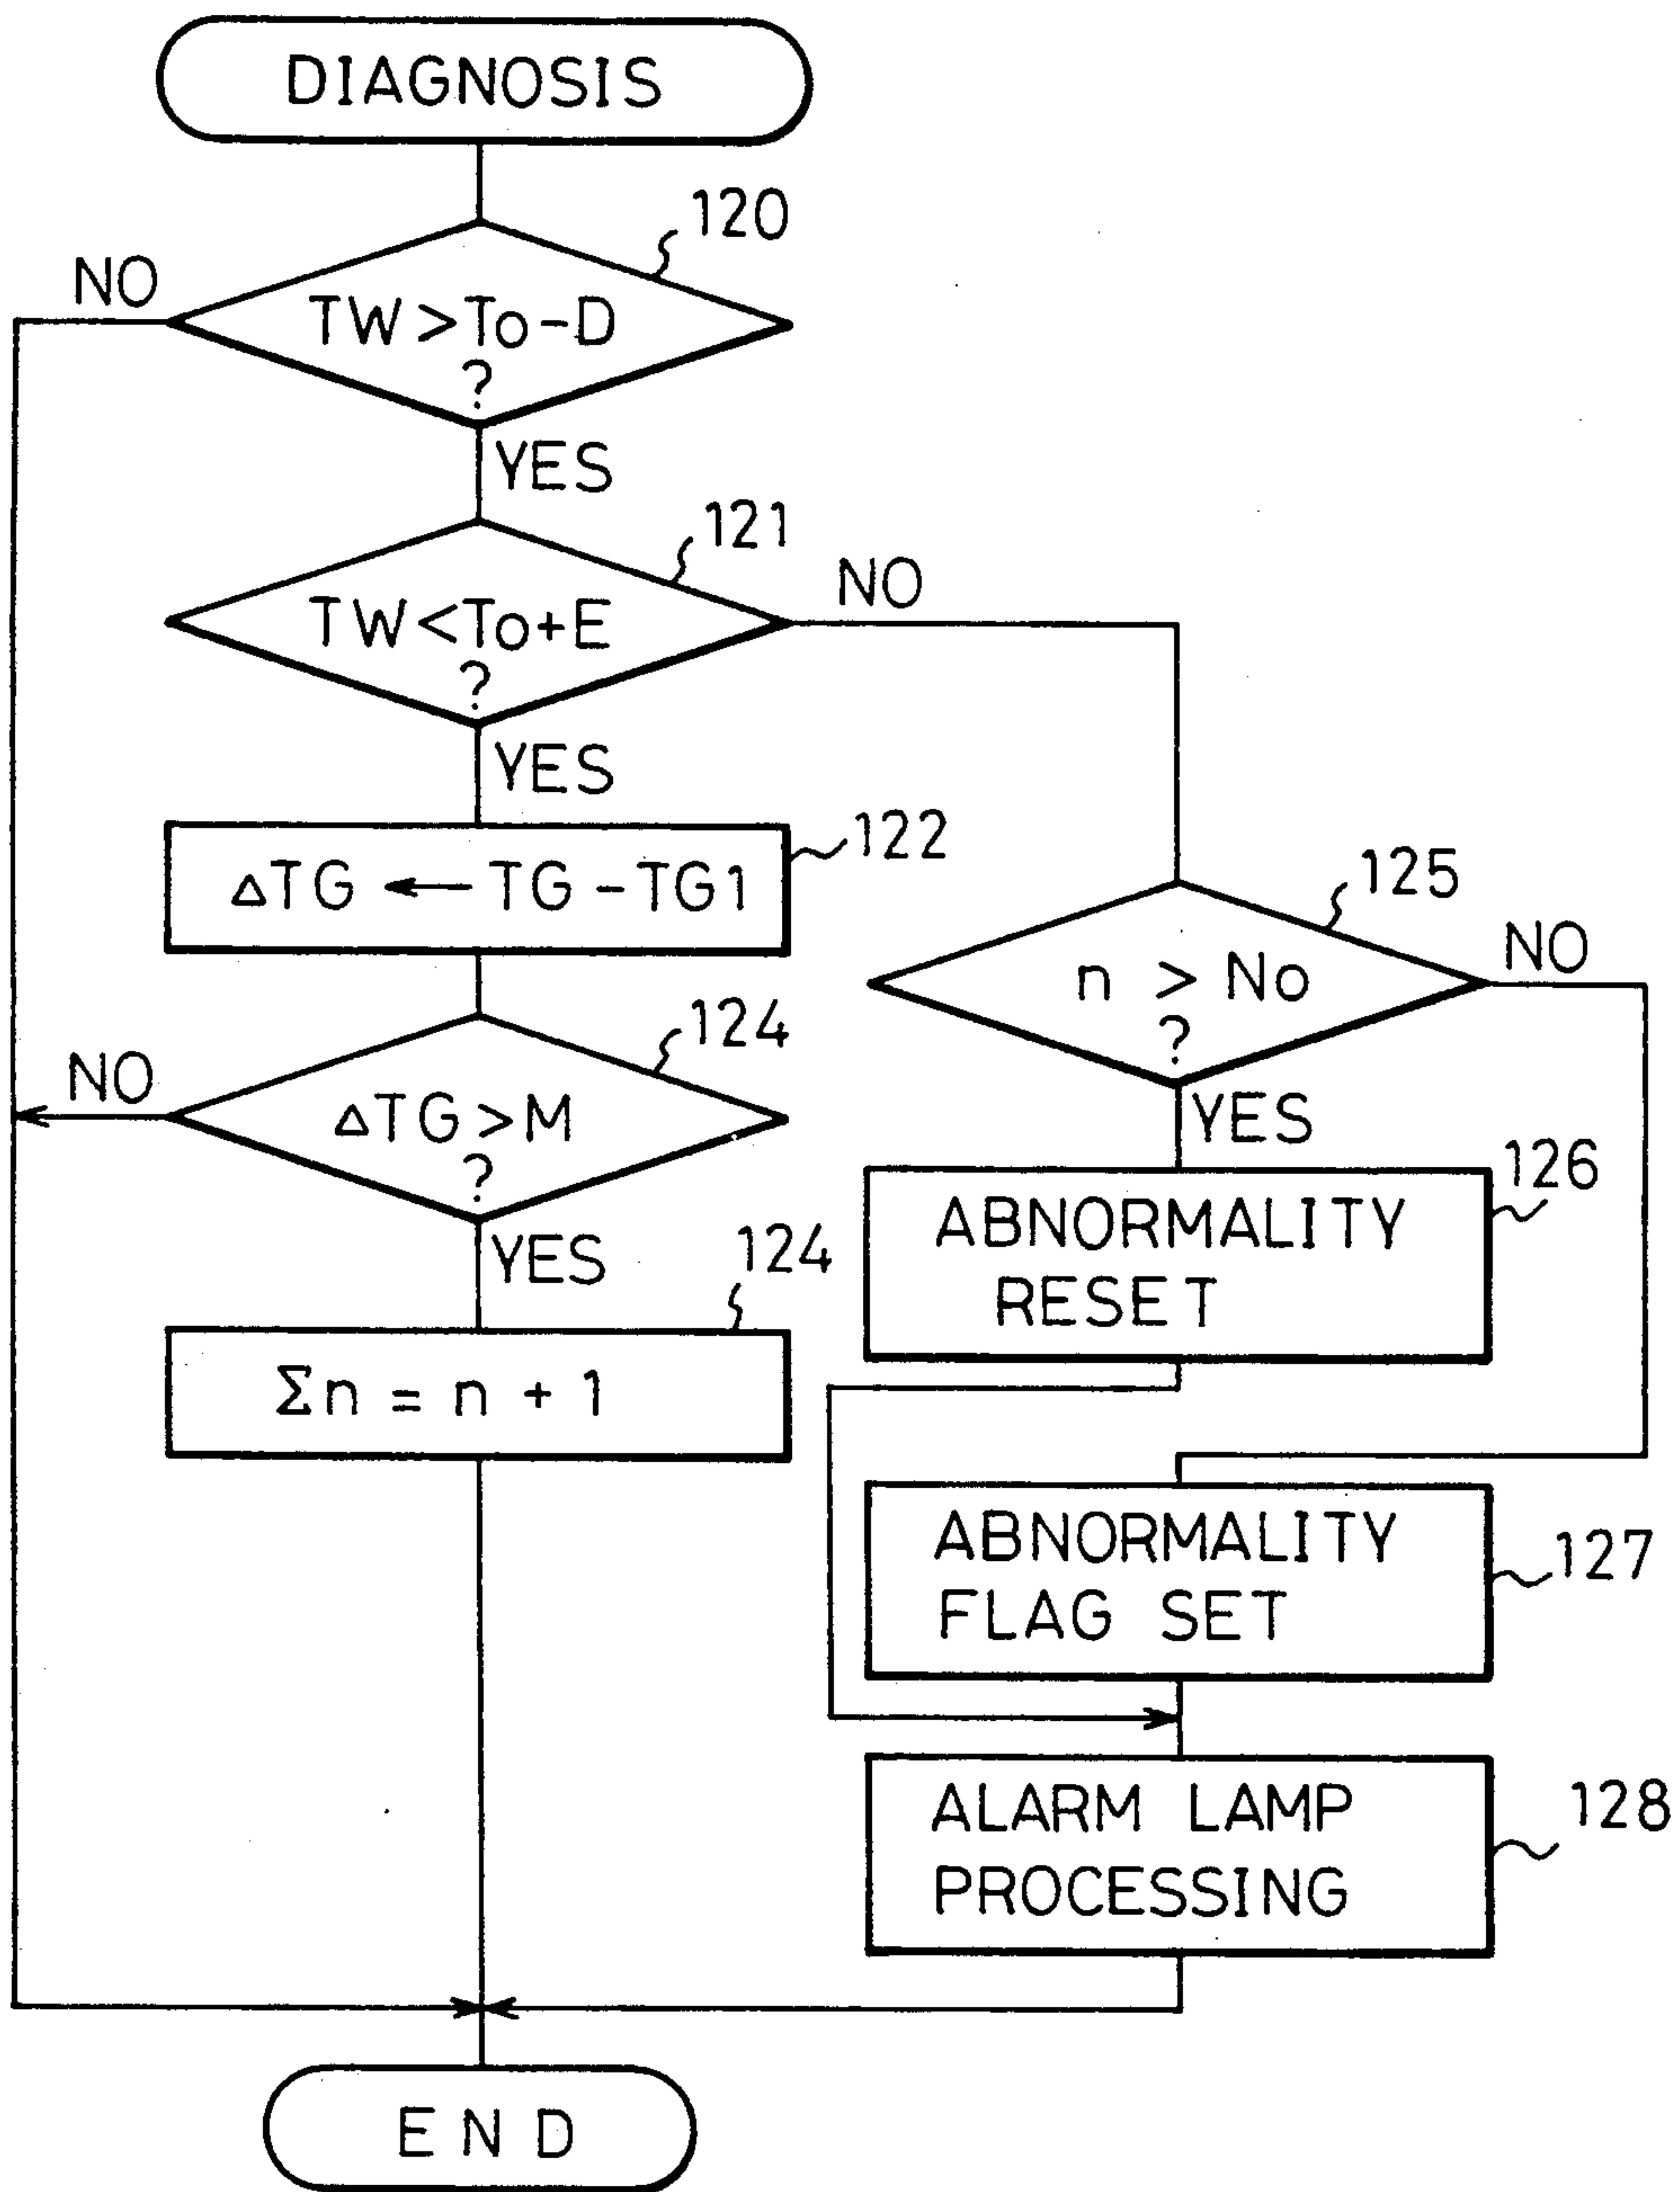 DIAGNOSIS
120
NO
TW>To-D
?
YES
121
NO
TW<To+E
?
YES
122
ΔTG ← TG-TG1
125
NO
n > No
?
124
NO
ΔTG>M
?
YES
YES
126
ABNORMALITY
RESET
124
Σn = n + 1
127
ABNORMALITY
FLAG SET
128
ALARM LAMP
PROCESSING
END